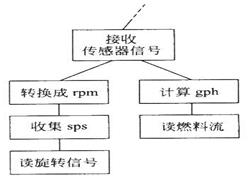 接收
传感器信号
转换成 rpm
计算 gph
收集 sps
读燃料流
读旋转信号